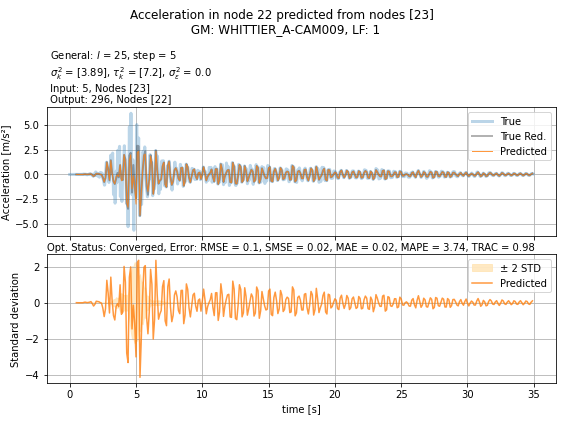 Acceleration in node 22 predicted from nodes [23]
GM: WHITTIER_A-CAM009, LF: 1
General: l = 25, step = 5
σ²ₖ = [3.89], τ²ₖ = [7.2], σ²ε = 0.0
Input: 5, Nodes [23]
Output: 296, Nodes [22]
Acceleration [m/s²]
5.0
2.5
0.0
−2.5
−5.0
True
True Red.
Predicted
Opt. Status: Converged, Error: RMSE = 0.1, SMSE = 0.02, MAE = 0.02, MAPE = 3.74, TRAC = 0.98
Standard deviation
2
0
−2
−4
± 2 STD
Predicted
0 5 10 15 20 25 30 35
time [s]